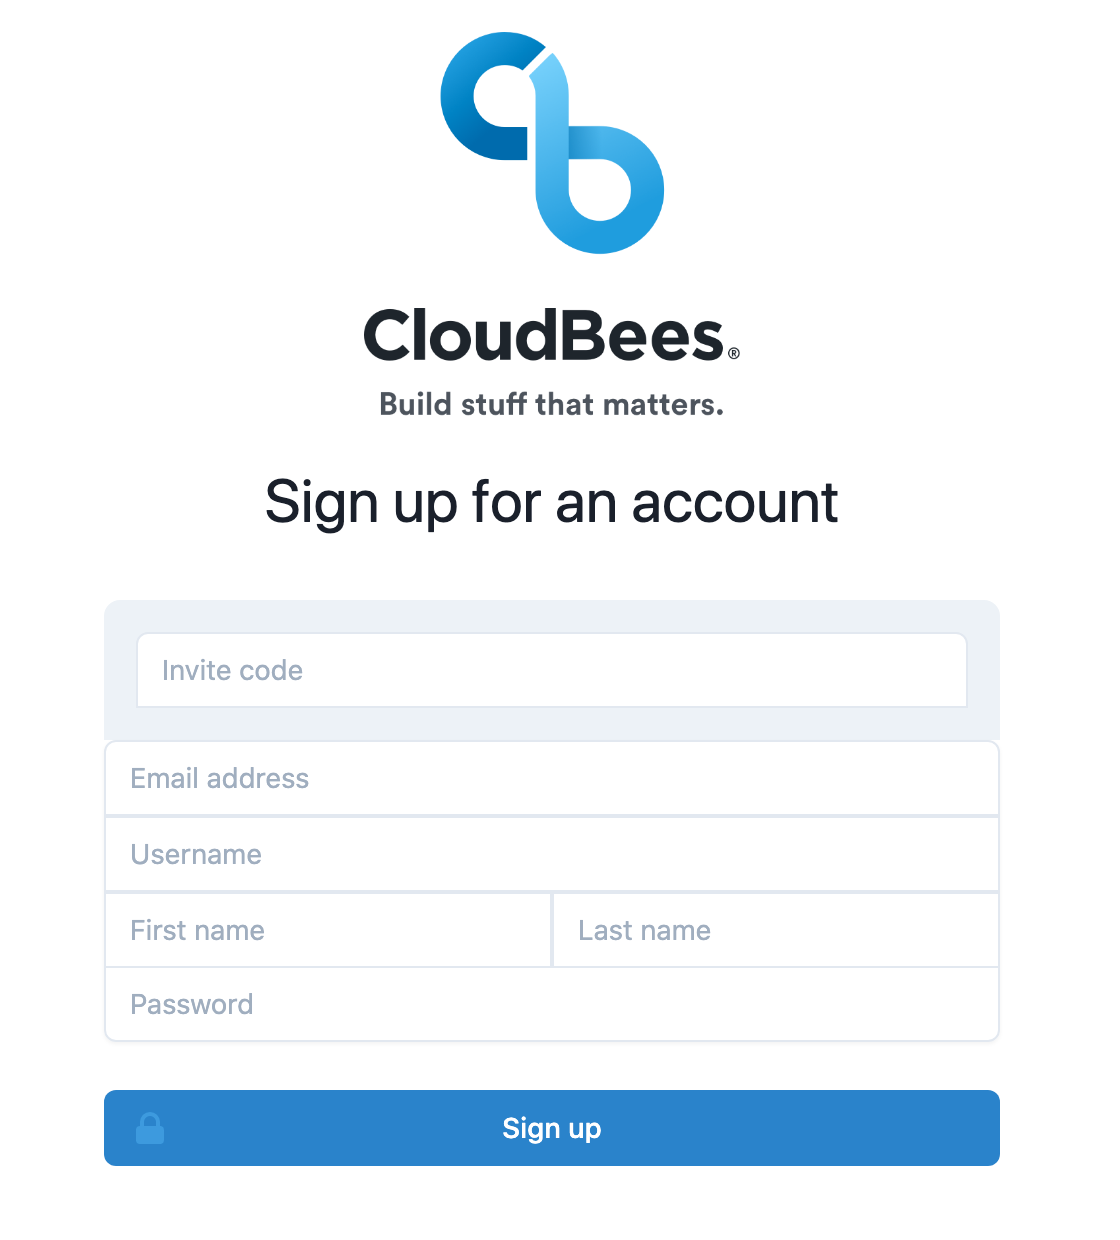 CloudBees®
Build stuff that matters.
Sign up for an account
Invite code
Email address
Username
First name Last name
Password
Sign up